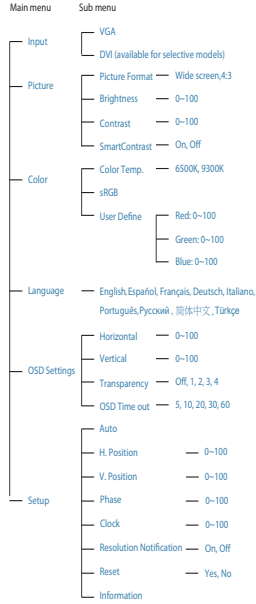 Main menu Sub menu
Input
VGA
DVI (available for selective models)
Picture
Picture Format Wide screen,4:3
Brightness 0~100
Contrast 0~100
SmartContrast On, Off
Color
Color Temp. 6500K, 9300K
sRGB
User Define Red: 0~100
Green: 0~100
Blue: 0~100
Language English,Español, Français, Deutsch, Italiano,
Português,Русский , 简体中文 ,Türkçe
OSD Settings
Horizontal 0~100
Vertical 0~100
Transparency Off, 1, 2, 3, 4
OSD Time out 5, 10, 20, 30, 60
Setup
Auto
H. Position 0~100
V. Position 0~100
Phase 0~100
Clock 0~100
Resolution Notification On, Off
Reset Yes, No
Information